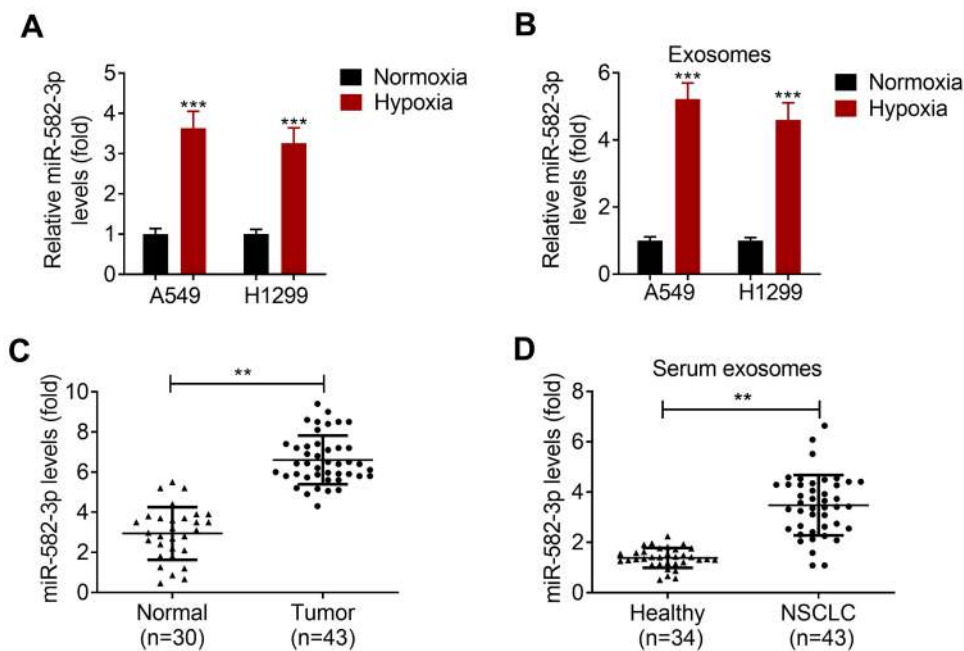 A
Relative miR-582-3p
levels (fold)
5
4
3
2
1
0
***
***
A549
H1299
Normoxia
Hypoxia
B
Exosomes
Relative miR-582-3p
levels (fold)
6
4
2
0
***
***
A549
H1299
Normoxia
Hypoxia
C
miR-582-3p levels (fold)
10
8
6
4
2
0
**
Normal
(n=30)
Tumor
(n=43)
D
Serum exosomes
miR-582-3p levels (fold)
8
6
4
2
0
**
Healthy
(n=34)
NSCLC
(n=43)